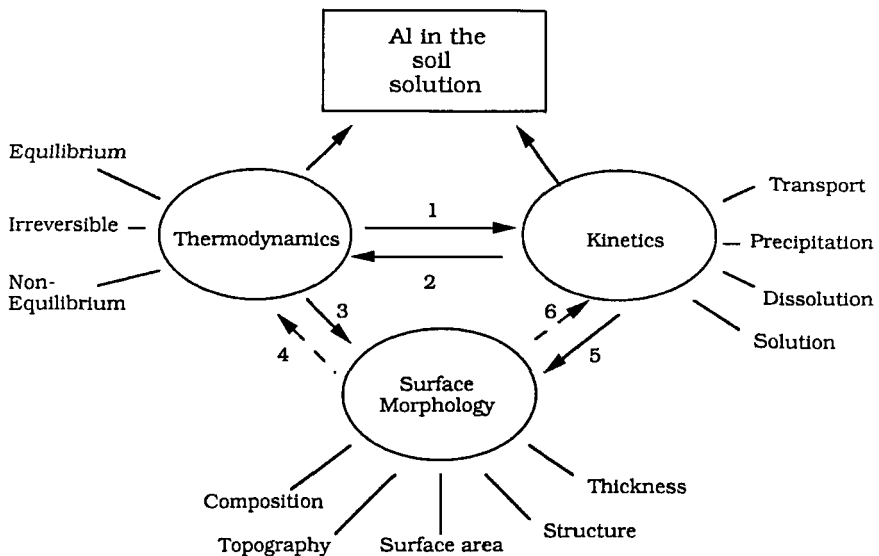 Al in the
soil
solution
Equilibrium
Irreversible
Non-
Equilibrium
Thermodynamics
1
2
Kinetics
Transport
Precipitation
Dissolution
Solution
3
4
6
5
Surface
Morphology
Composition
Topography
Surface area
Structure
Thickness